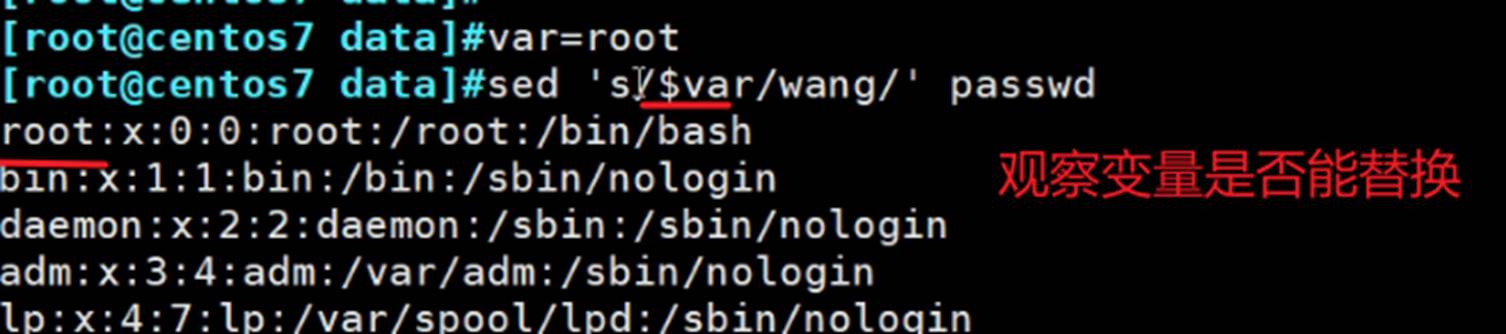 [root@centos7 data]#var=root
[root@centos7 data]#sed 's/$var/wang/' passwd
root:x:0:0:root:/root:/bin/bash
观察变量是否能替换
bin:x:1:1:bin:/bin:/sbin/nologin
daemon:x:2:2:daemon:/sbin:/sbin/nologin
adm:x:3:4:adm:/var/adm:/sbin/nologin
lp:x:4:7:lp:/var/spool/lpd:/sbin/nologin